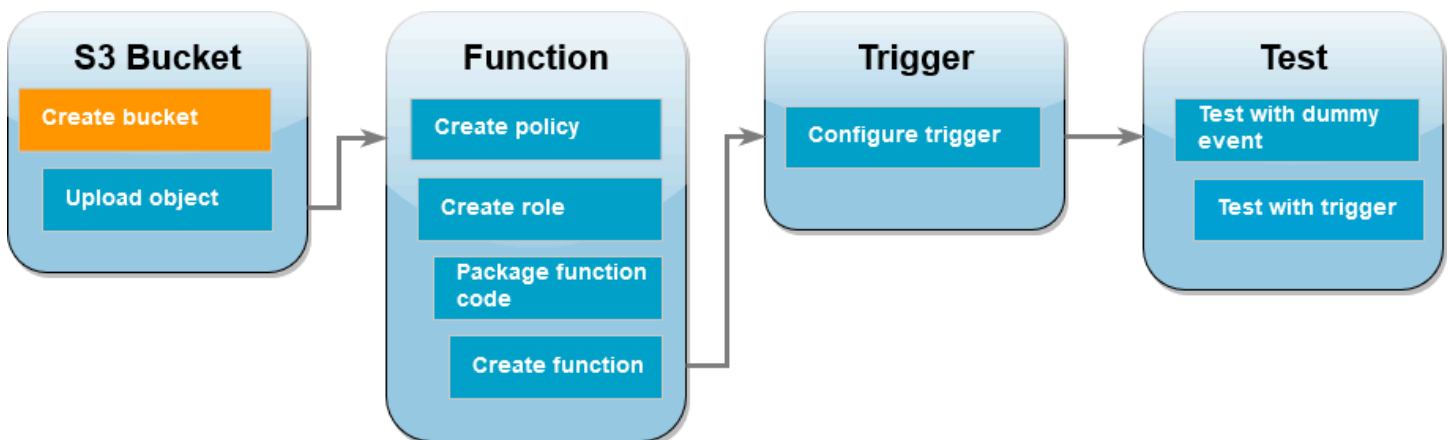 S3 Bucket
Create bucket
Upload object
Function
Create policy
Create role
Package function
code
Create function
Trigger
Configure trigger
Test
Test with dummy
event
Test with trigger